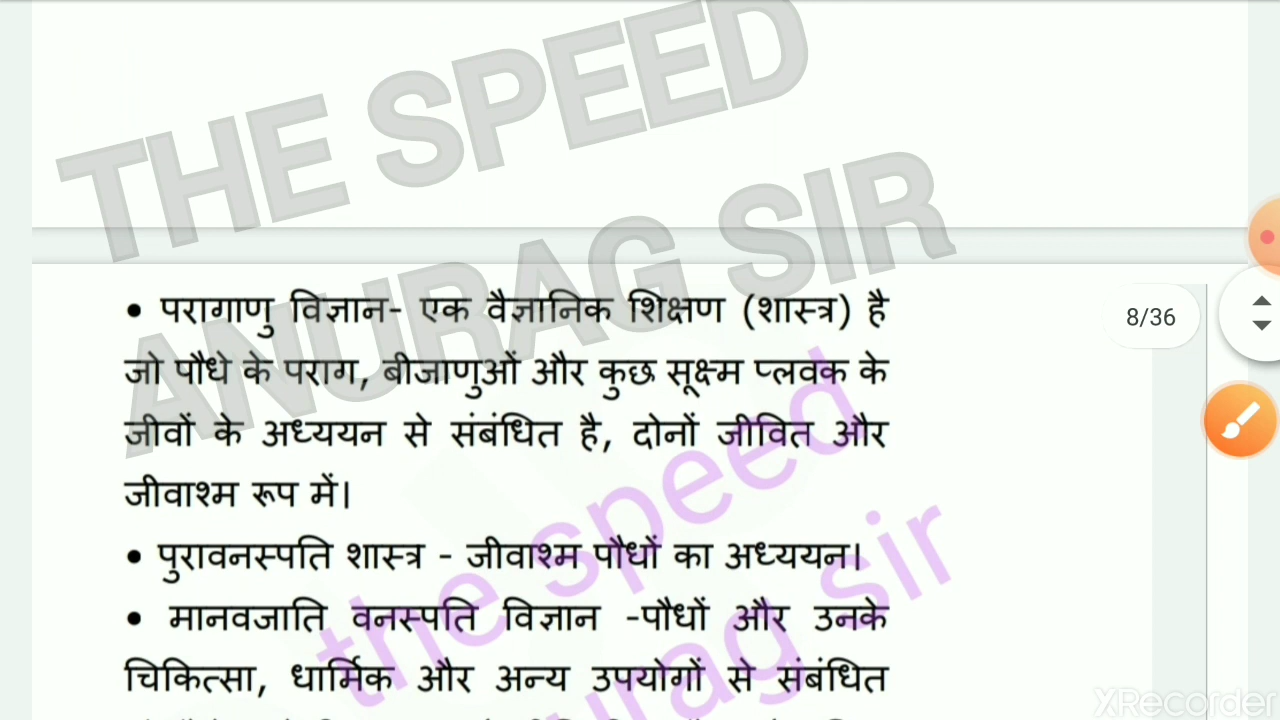 THE SPEED
ANURAG SIR
• परागाणु विज्ञान- एक वैज्ञानिक शिक्षण (शास्त्र) है
8/36
जो पौधे के पराग, बीजाणुओं और कुछ सूक्ष्म प्लवक के
जीवों के अध्ययन से संबंधित है, दोनों जीवित और
जीवाश्म रूप में।
• पुरावनस्पति शास्त्र - जीवाश्म पौधों का अध्ययन।
• मानवजाति वनस्पति विज्ञान -पौधों और उनके
चिकित्सा, धार्मिक और अन्य उपयोगों से संबंधित
the speed
sir
XRecorder